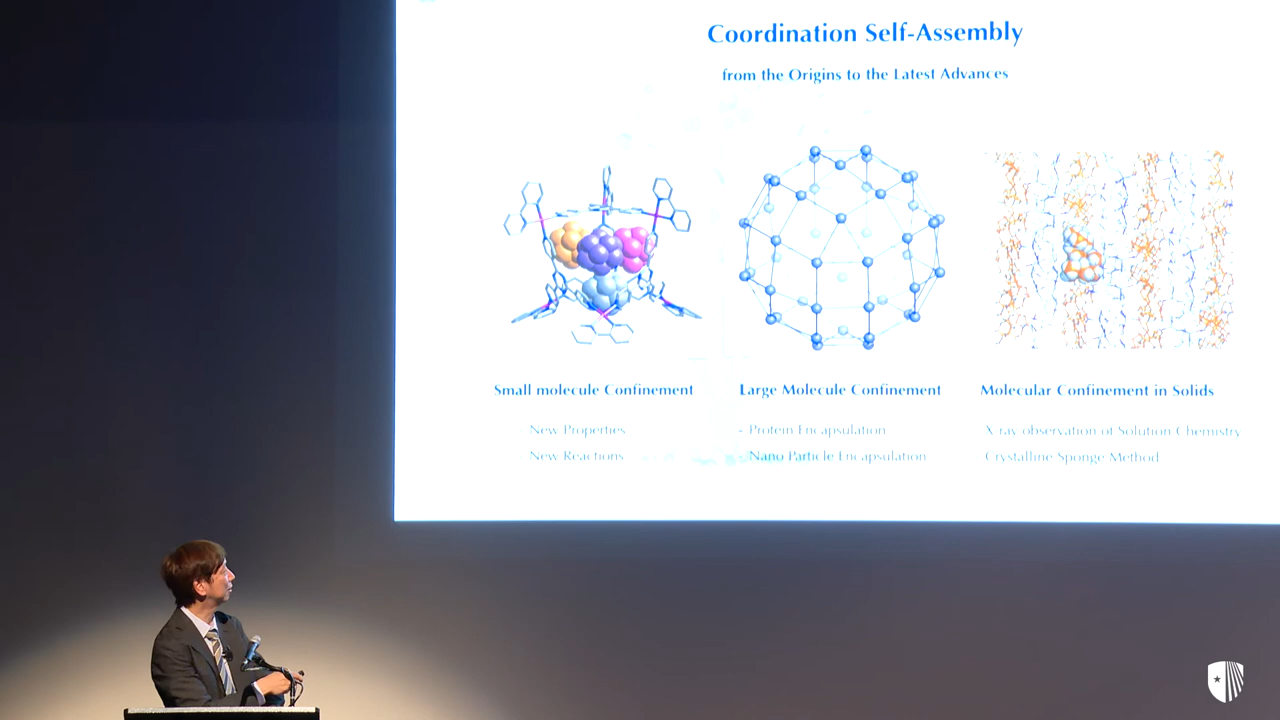 Coordination Self-Assembly
from the Origins to the Latest Advances
Small molecule Confinement
New Properties
New Reactions
Large Molecule Confinement
- Protein Encapsulation
- Nano Particle Encapsulation
Molecular Confinement in Solids
X ray observation of Solution Chemistry
Crystalline Sponge Method